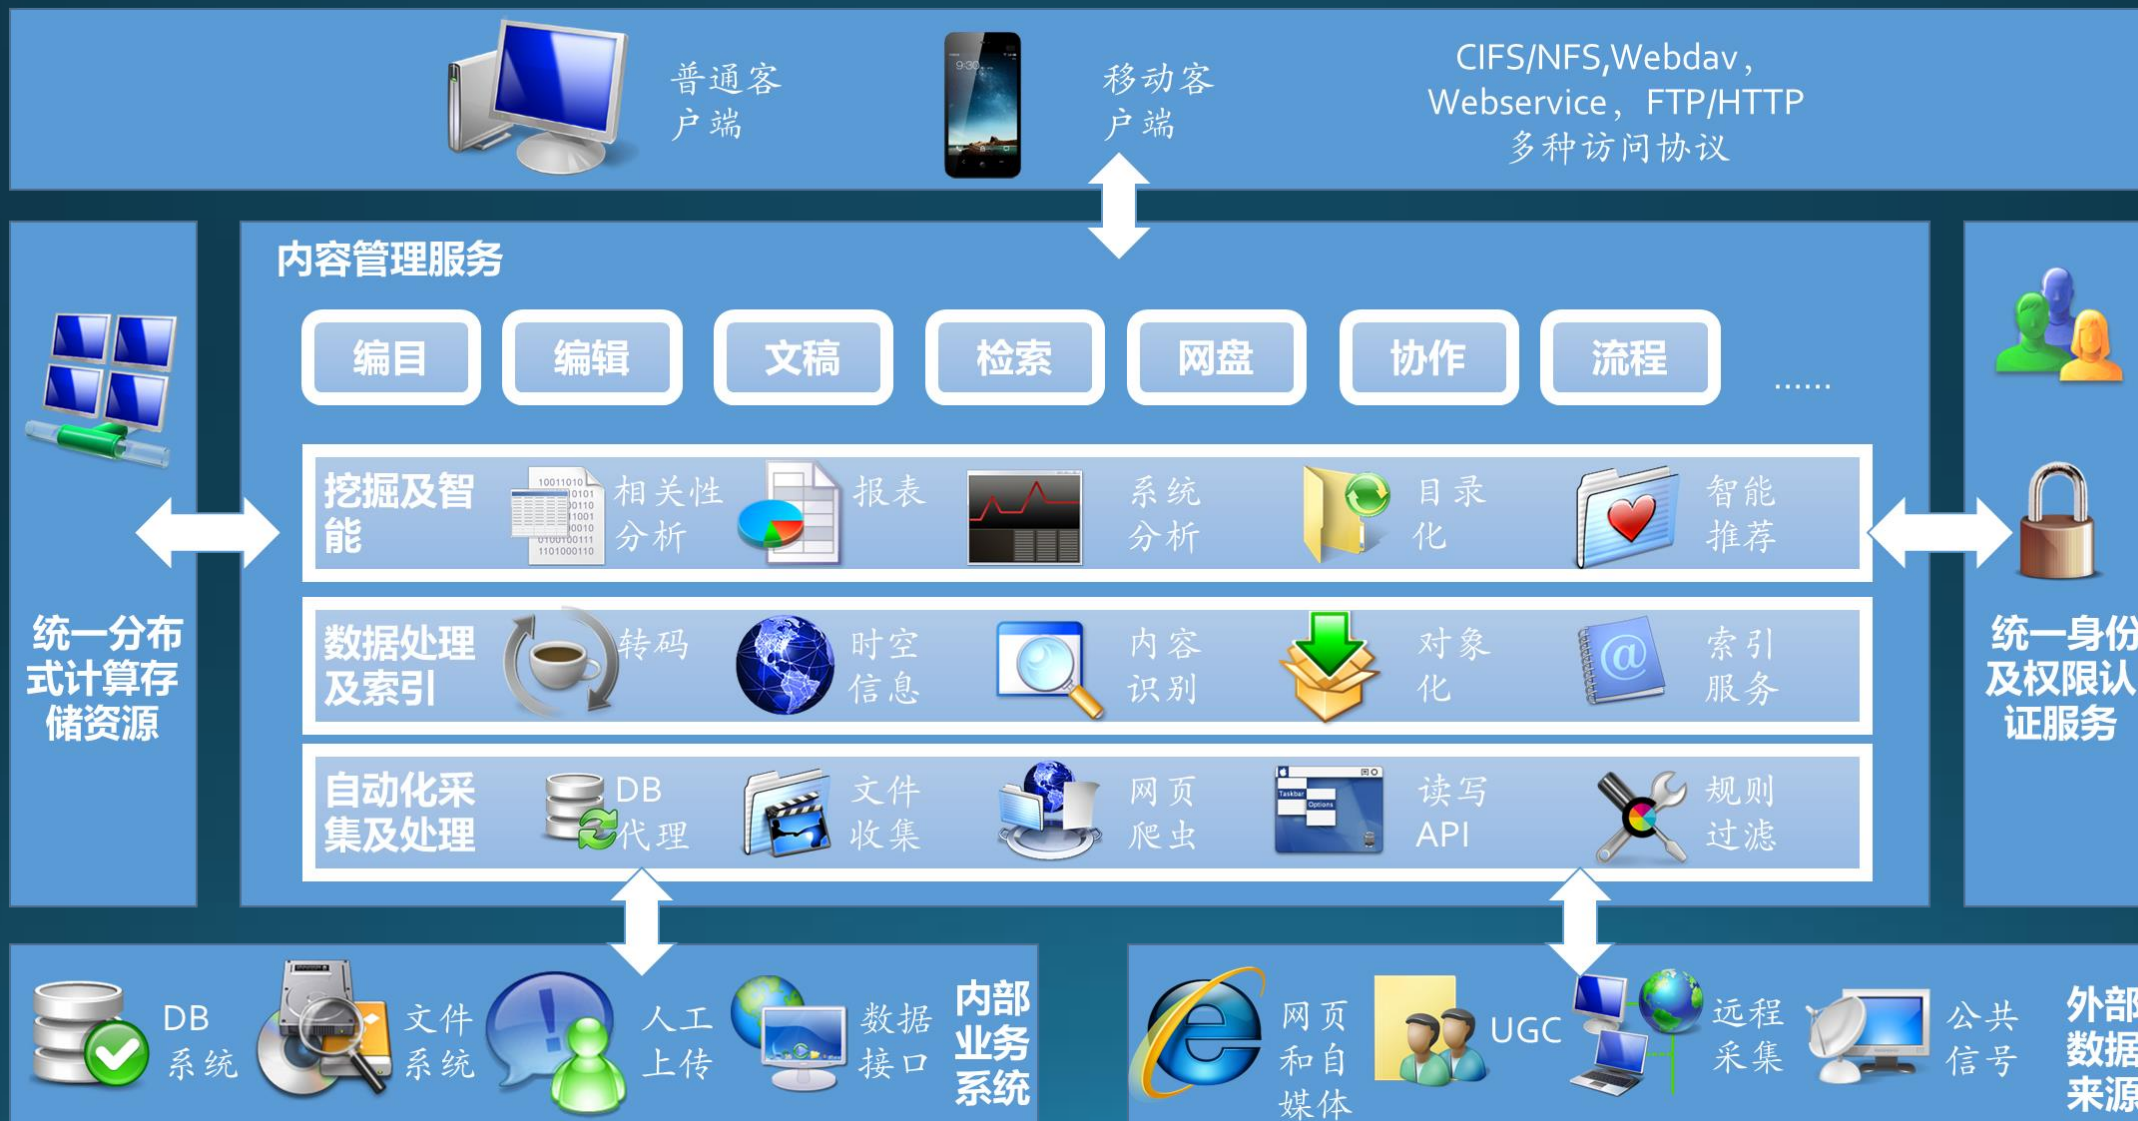 普通客
户端
移动客
户端
CIFS/NFS,Webdav，
Webservice，FTP/HTTP
多种访问协议
内容管理服务
编目
编辑
文稿
检索
网盘
协作
流程
......
统一分布
式计算存
储资源
挖掘及智
能
相关性
分析
报表
系统
分析
目录
化
智能
推荐
数据处理
及索引
转码
时空
信息
内容
识别
对象
化
索引
服务
自动化采
集及处理
DB
代理
文件
收集
网页
爬虫
读写
API
规则
过滤
统一身份
及权限认
证服务
DB
系统
文件
系统
人工
上传
数据
接口
内部
业务
系统
网页
和自
媒体
UGC
远程
采集
公共
信号
外部
数据
来源